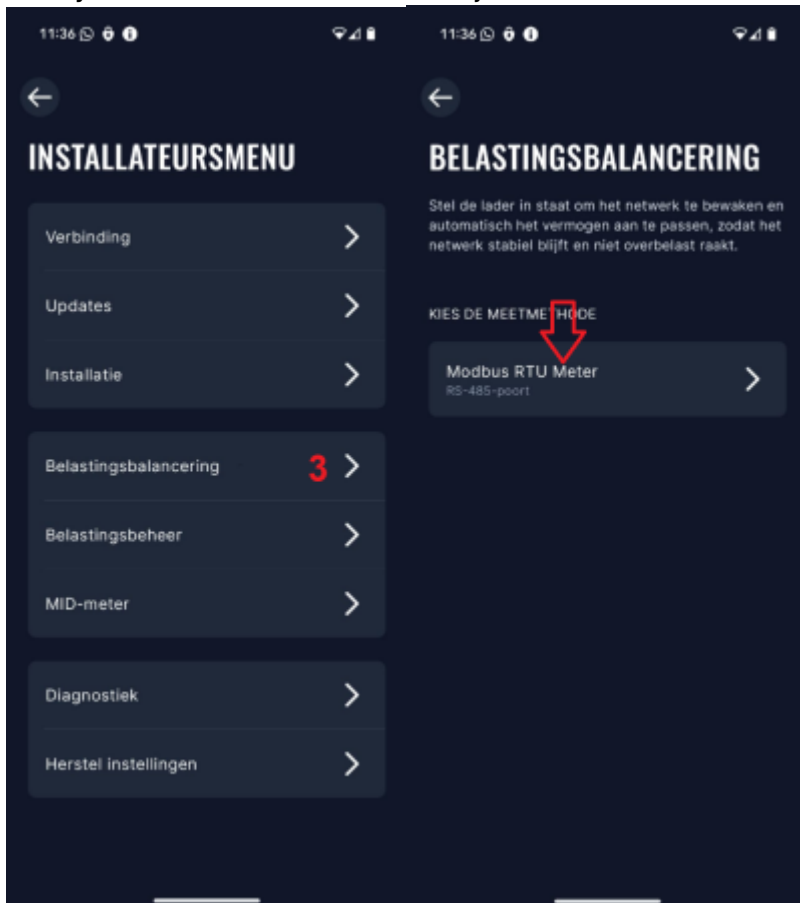 11:36
INSTALLATEURSMENU
Verbinding
Updates
Installatie
Belastingsbalancering 3
Belastingsbeheer
MID-meter
Diagnostiek
Herstel instellingen
11:36
BELASTINGSBALANCERING
Stel de lader in staat om het netwerk te bewaken en
automatisch het vermogen aan te passen, zodat het
netwerk stabiel blijft en niet overbelast raakt.
KIES DE MEETMETHODE
Modbus RTU Meter
RS-485-poort